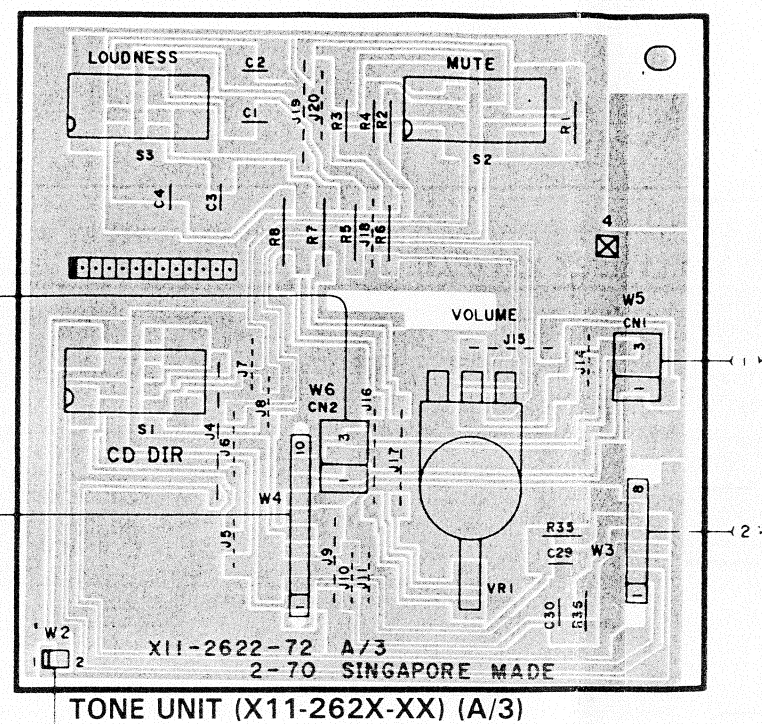 LOUDNESS
C2
MUTE
C1
J19
J20
R3
R4
R2
R1
S3
S2
C4
C3
R8
R7
R5
J18
R6
4
VOLUME
W5
CN1
3
1
J15
J14
( 1
J7
W6
CN2
J16
J8
3
1
S1
CD DIR
J4
J6
10
J17
W4
8
J5
J9
J10
J11
R35
C29
W3
( 2
VR1
1
1
C30
R36
W2
1
2
X11-2622-72 A/3
2-70 SINGAPORE MADE
TONE UNIT (X11-262X-XX) (A/3)